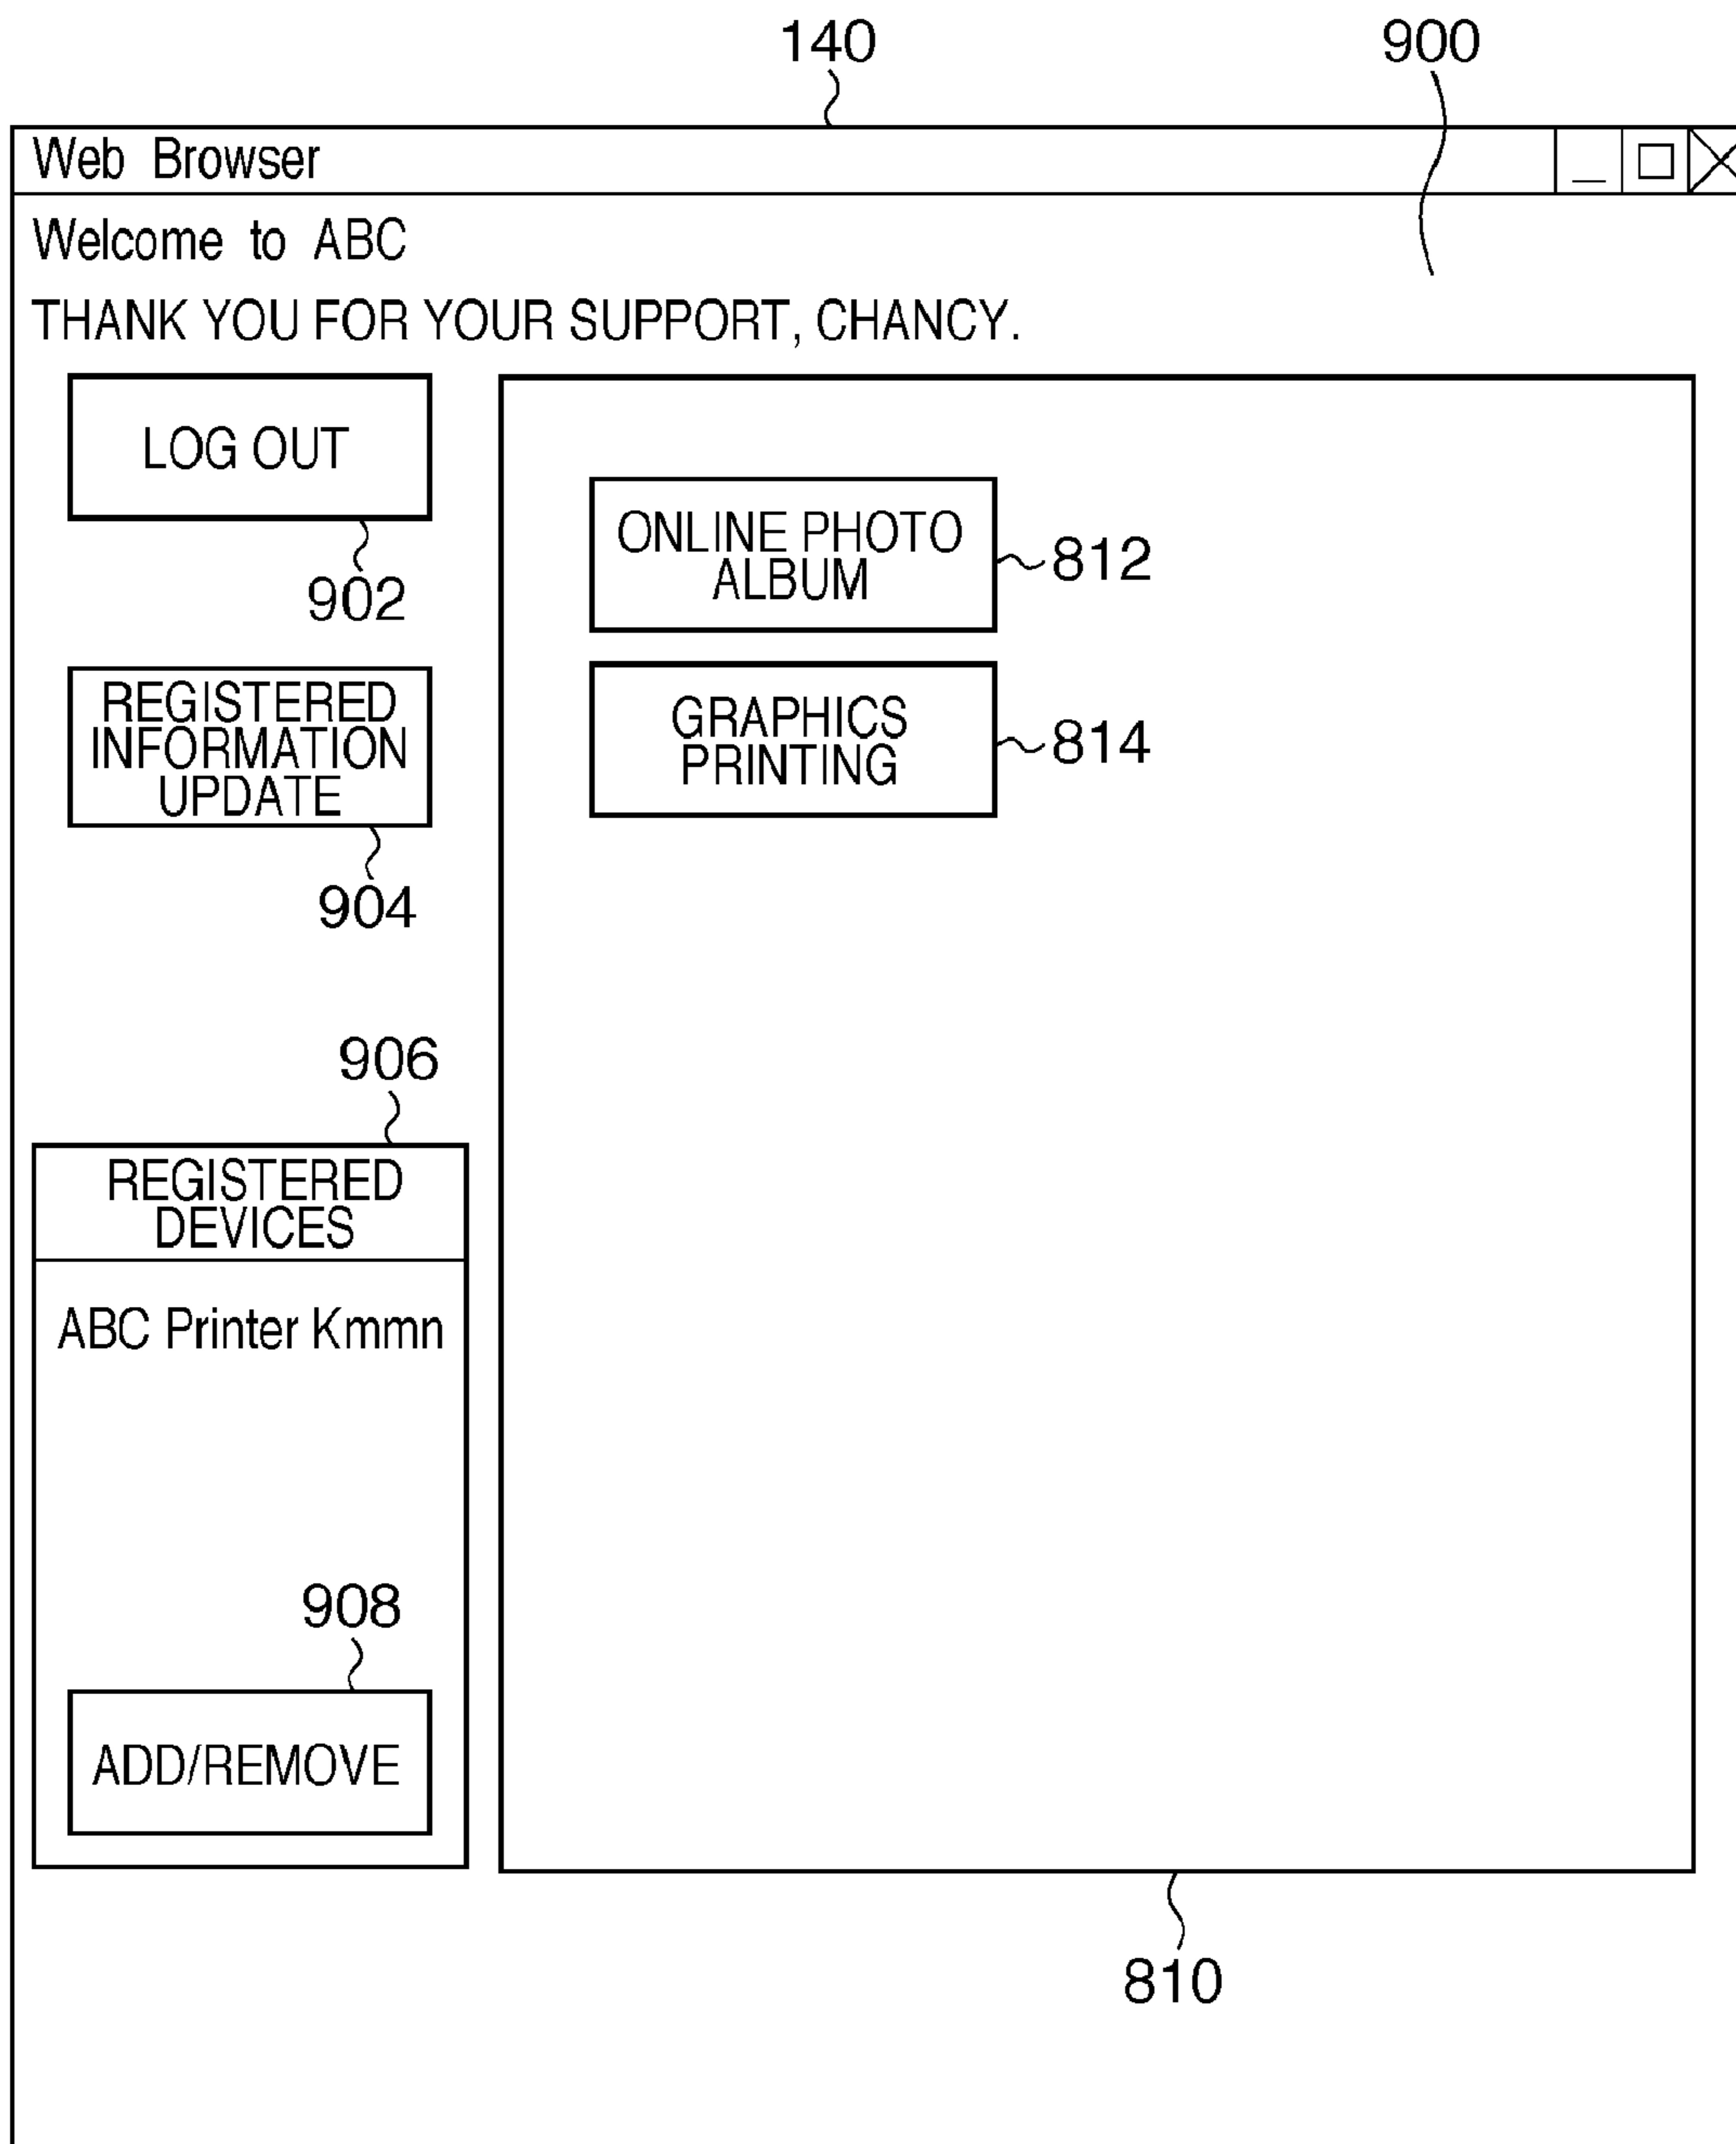 140
900
Web Browser
Welcome to ABC
THANK YOU FOR YOUR SUPPORT, CHANCY.
LOG OUT
902
REGISTERED
INFORMATION
UPDATE
904
ONLINE PHOTO
ALBUM
812
GRAPHICS
PRINTING
814
906
REGISTERED
DEVICES
ABC Printer Kmmn
908
ADD/REMOVE
810